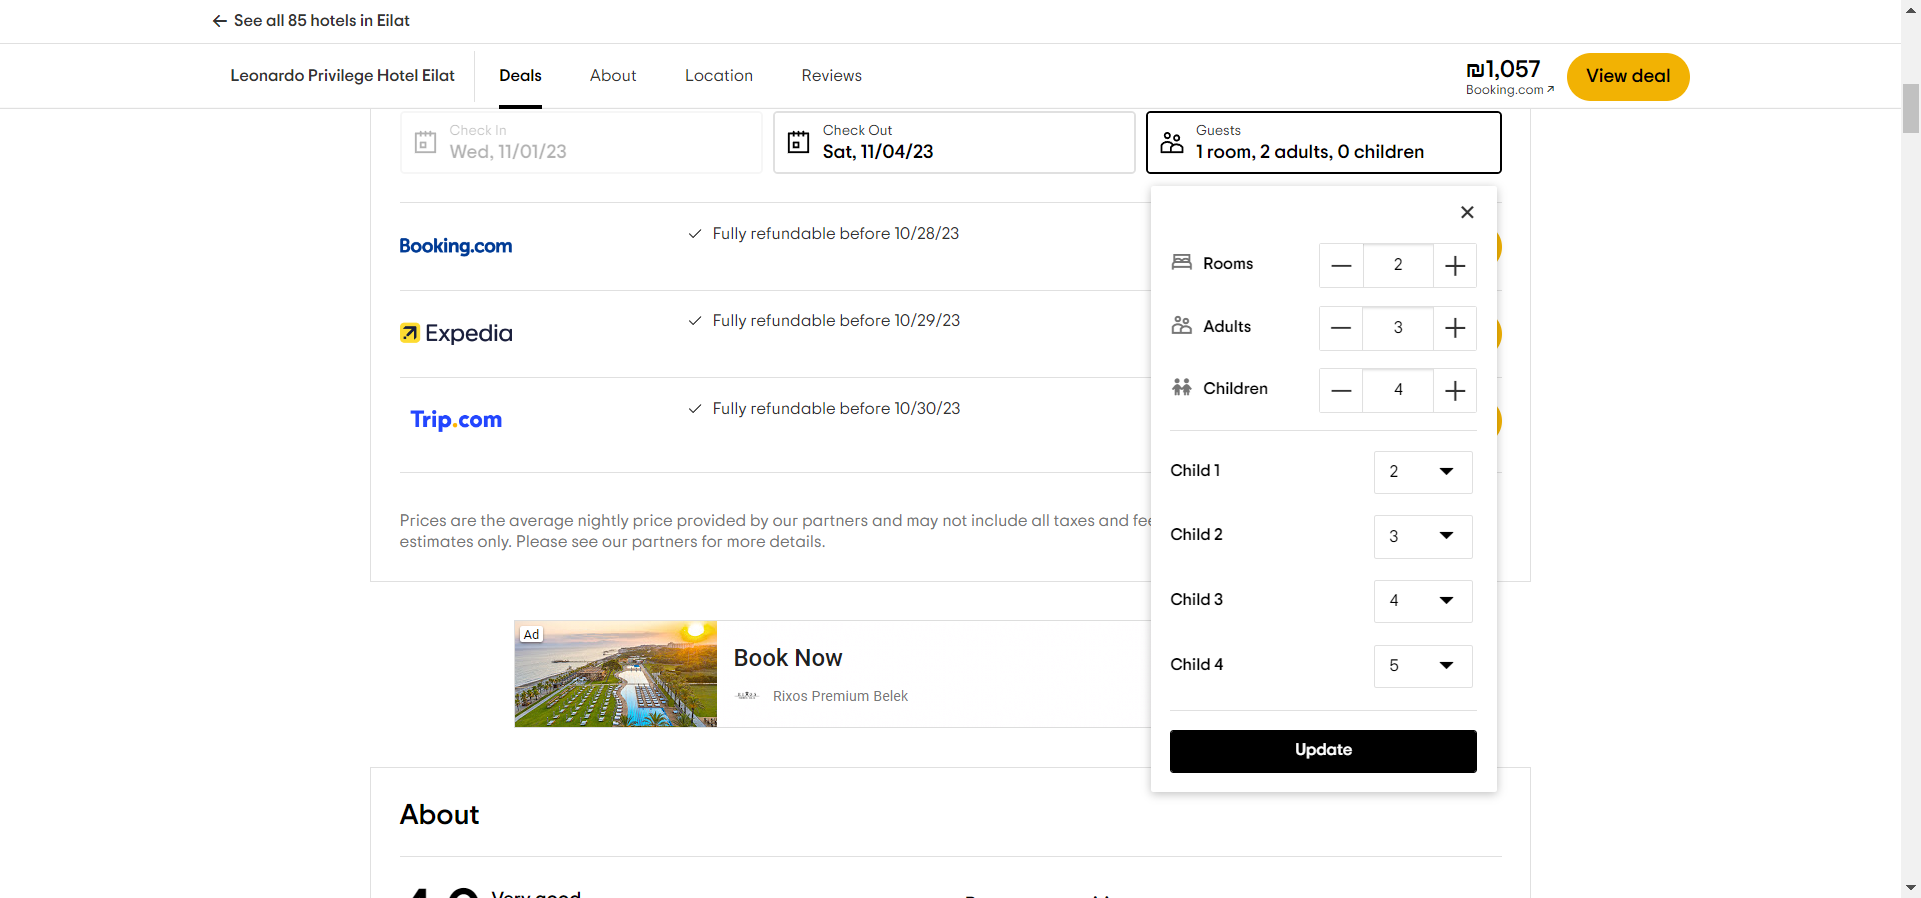 See all 85 hotels in Eilat
Leonardo Privilege Hotel Eilat
Deals
About
Location
Reviews
₪1,057
Booking.com
View deal
Check In
Wed, 11/01/23
Check Out
Sat, 11/04/23
Guests
1 room, 2 adults, 0 children
Booking.com
Fully refundable before 10/28/23
Expedia
Fully refundable before 10/29/23
Trip.com
Fully refundable before 10/30/23
Prices are the average nightly price provided by our partners and may not include all taxes and
estimates only. Please see our partners for more details.
Rooms
2
Adults
3
Children
4
Child 1
2
Child 2
3
Child 3
4
Child 4
5
Update
Ad
Book Now
Rixos Premium Belek
About
Very good